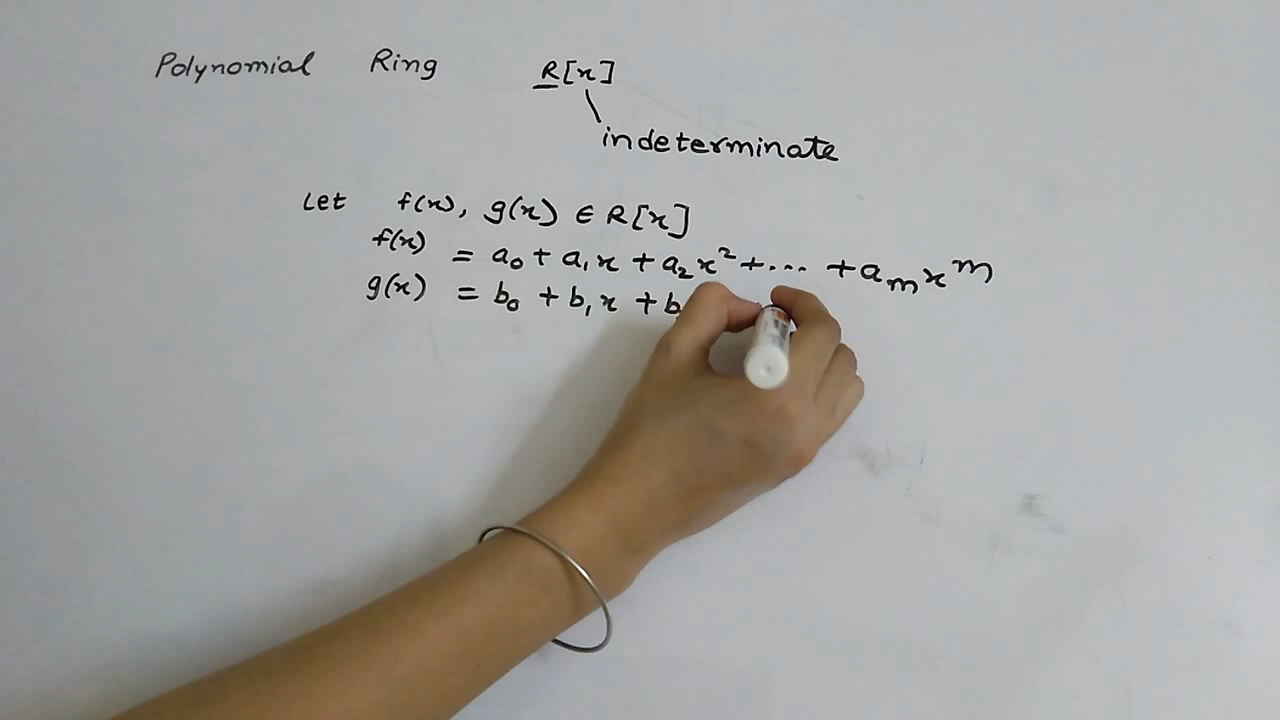 Polynomial Ring R[x]
indeterminate
Let f(x), g(x) ∈ R[x]
f(x) = a₀ + a₁x + a₂x² + ... + aₘxᵐ
g(x) = b₀ + b₁x + b